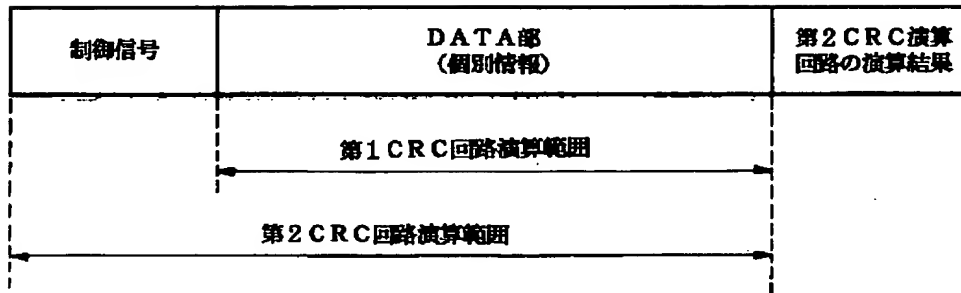 制御信号
DATA部
(個別情報)
第2CRC演算
回路の演算結果
第1CRC回路演算範囲
第2CRC回路演算範囲